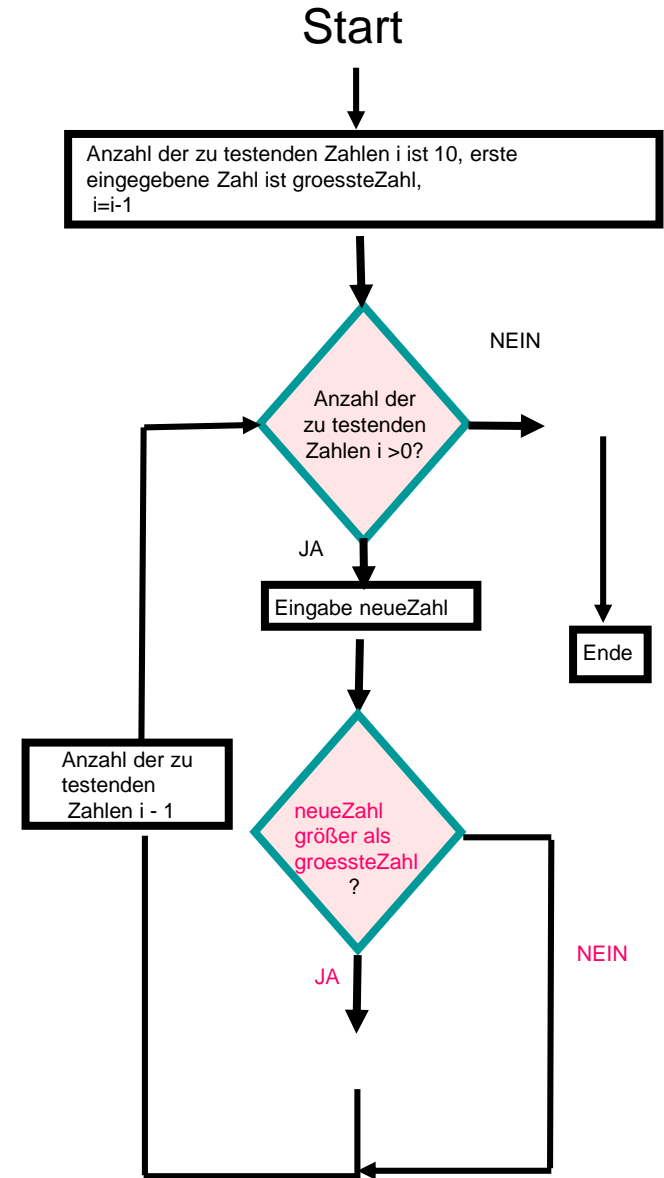 Start
Anzahl der zu testenden Zahlen i ist 10, erste
eingegebene Zahl ist groessteZahl,
i=i-1
NEIN
Anzahl der
zu testenden
Zahlen i >0?
JA
Eingabe neueZahl
Ende
Anzahl der zu
testenden
Zahlen i - 1
neueZahl
größer als
groessteZahl
?
NEIN
JA